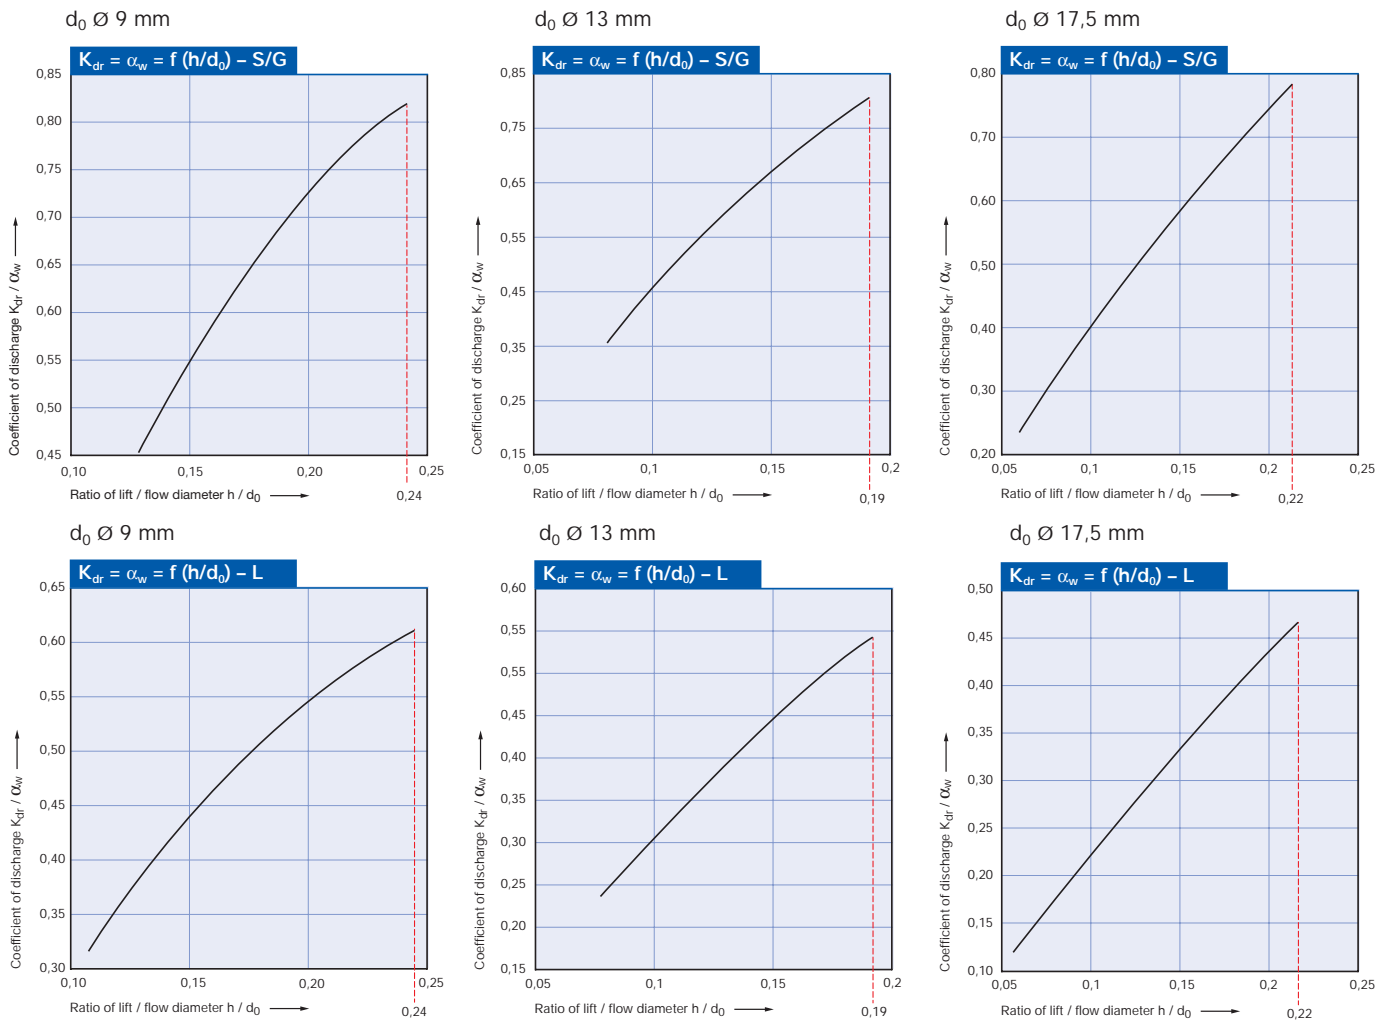 d0 Ø 9 mm
Kdr = αw = f (h/d0) – S/G
0,85
0,80
0,75
0,70
0,65
0,60
0,55
0,50
0,45
Coefficient of discharge Kdr / αw
0,10 0,15 0,20 0,25
Ratio of lift / flow diameter h / d0
0,24
d0 Ø 13 mm
Kdr = αw = f (h/d0) – S/G
0,85
0,75
0,65
0,55
0,45
0,35
0,25
0,15
Coefficient of discharge Kdr / αw
0,05 0,1 0,15 0,2
Ratio of lift / flow diameter h / d0
0,19
d0 Ø 17,5 mm
Kdr = αw = f (h/d0) – S/G
0,80
0,70
0,60
0,50
0,40
0,30
0,20
Coefficient of discharge Kdr / αw
0,05 0,1 0,15 0,2 0,25
Ratio of lift / flow diameter h / d0
0,22
d0 Ø 9 mm
Kdr = αw = f (h/d0) – L
0,65
0,60
0,55
0,50
0,45
0,40
0,35
0,30
Coefficient of discharge Kdr / αw
0,10 0,15 0,20 0,25
Ratio of lift / flow diameter h / d0
0,24
d0 Ø 13 mm
Kdr = αw = f (h/d0) – L
0,60
0,55
0,55
0,45
0,40
0,35
0,30
0,25
0,20
0,15
Coefficient of discharge Kdr / αw
0,05 0,1 0,15 0,2
Ratio of lift / flow diameter h / d0
0,19
d0 Ø 17,5 mm
Kdr = αw = f (h/d0) – L
0,50
0,45
0,40
0,35
0,30
0,25
0,20
0,15
0,10
Coefficient of discharge Kdr / αw
0,05 0,1 0,15 0,2 0,25
Ratio of lift / flow diameter h / d0
0,22